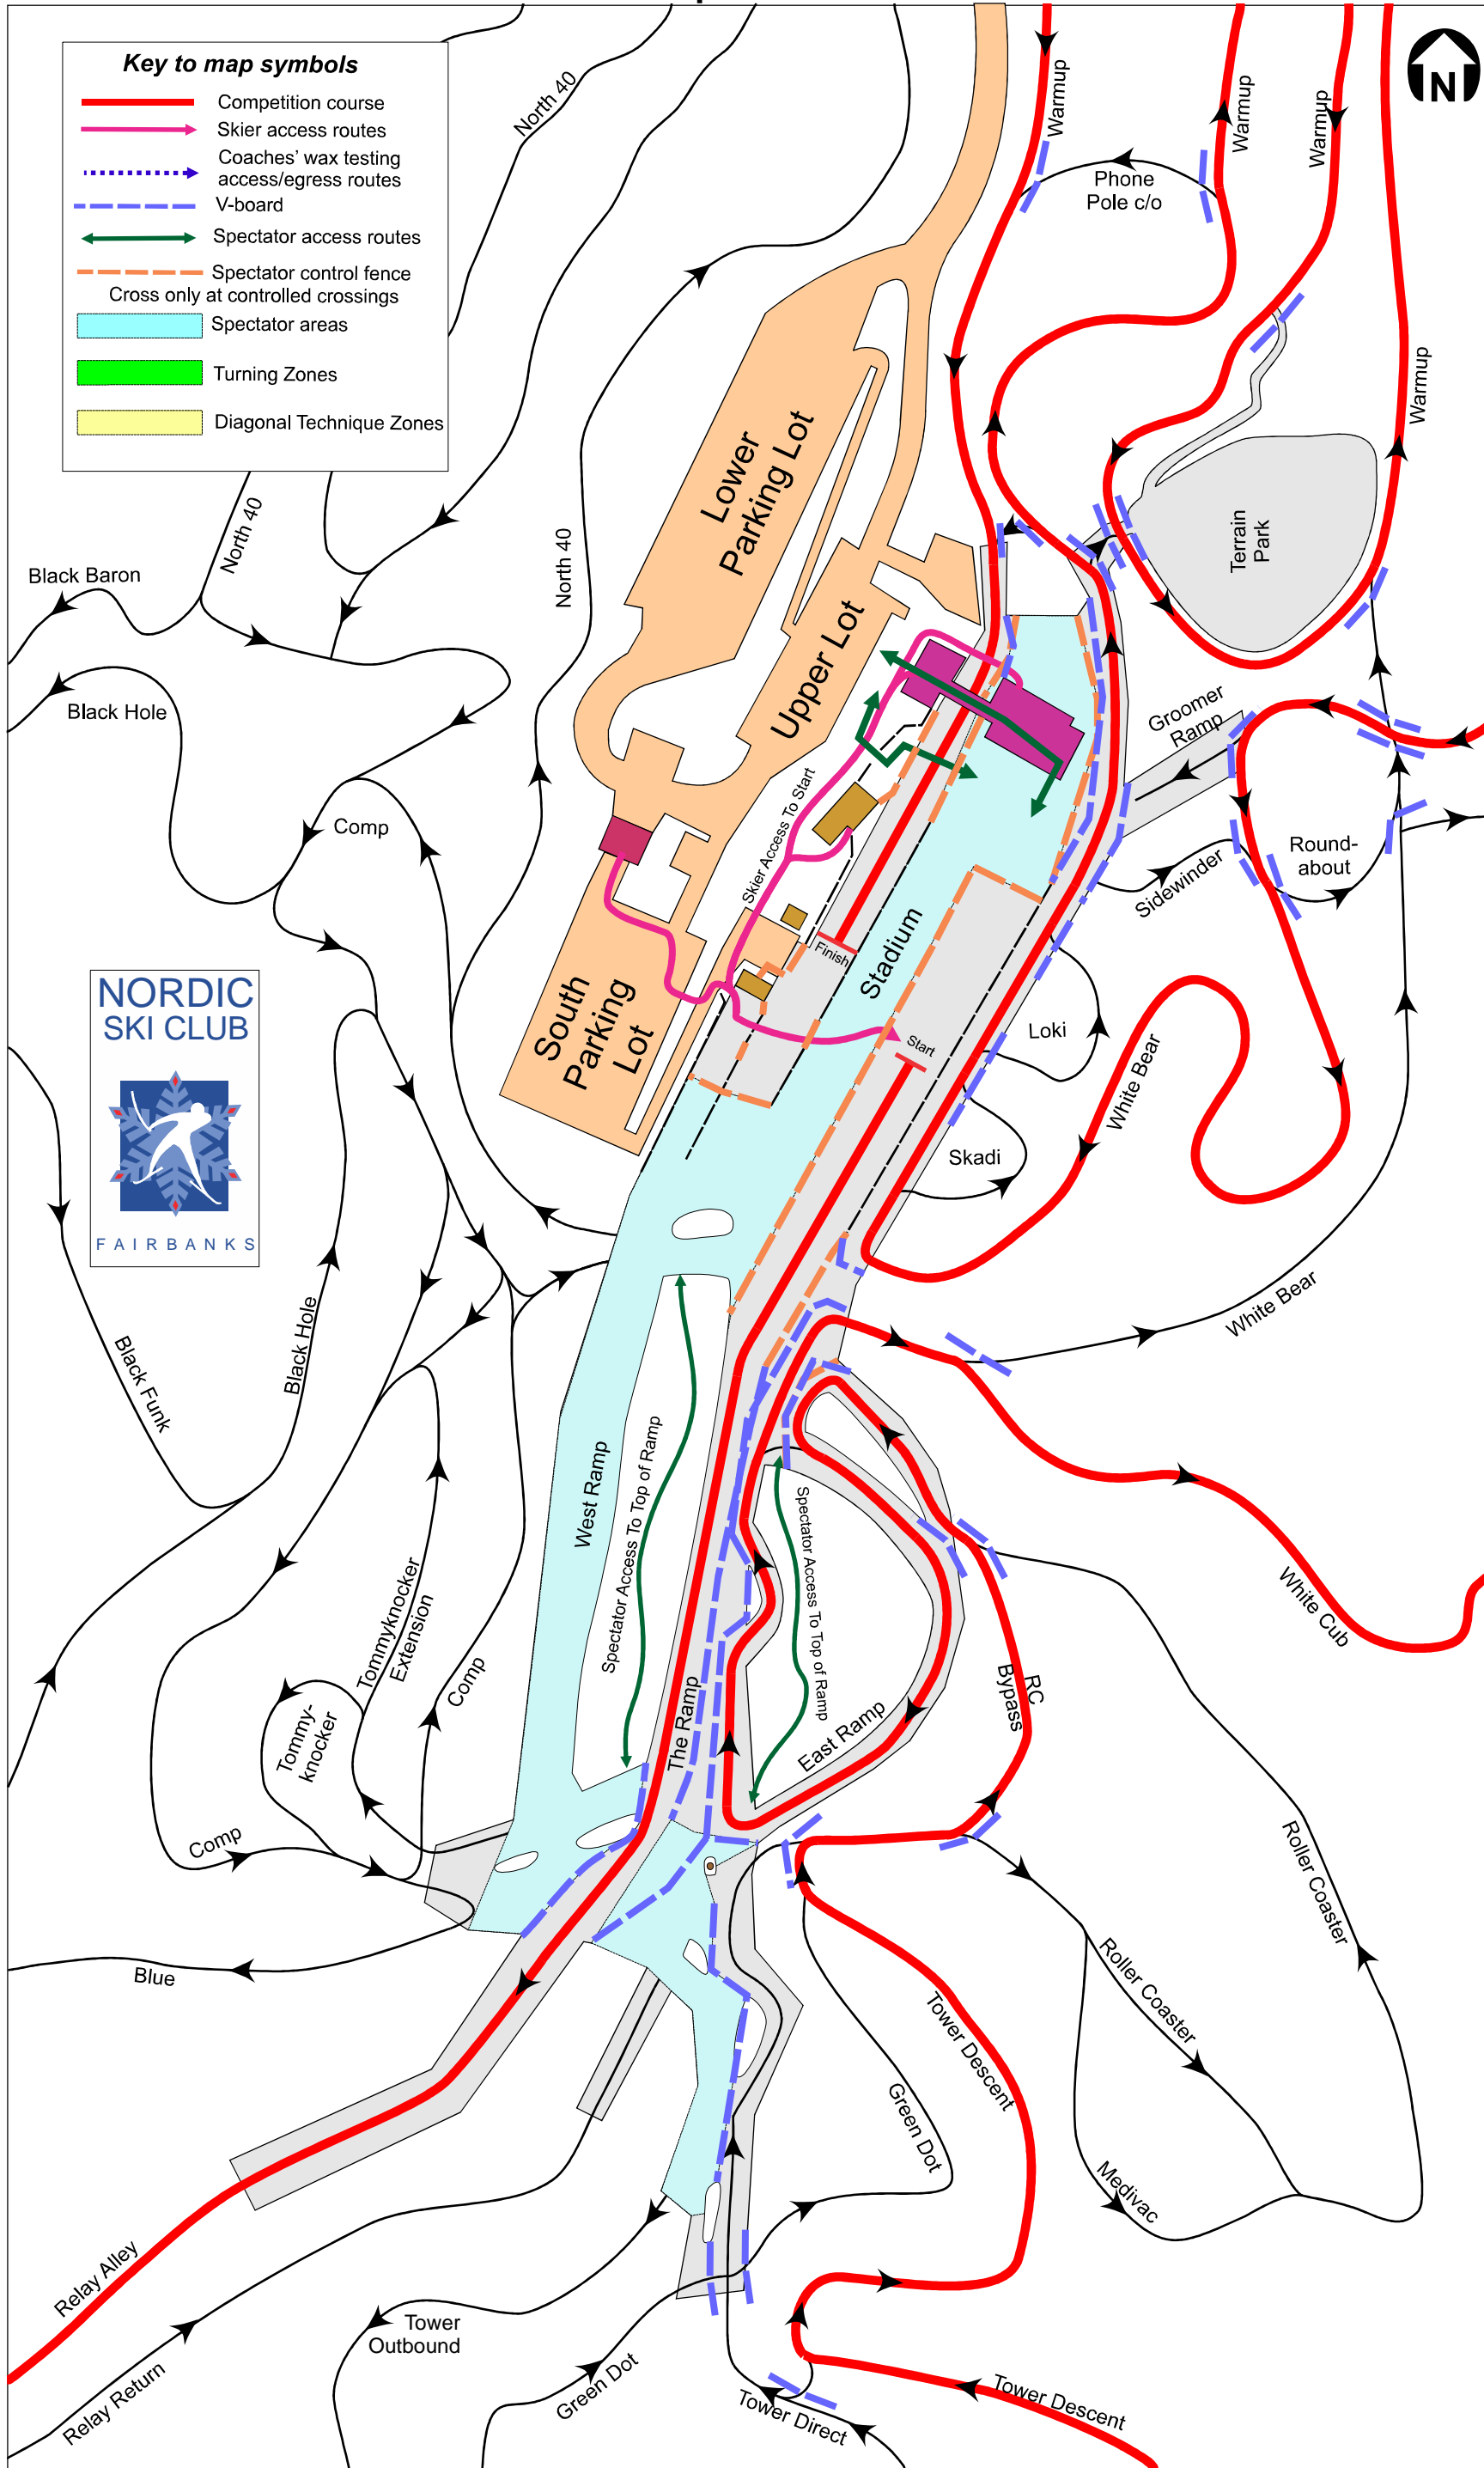 Key to map symbols
Competition course
Skier access routes
Coaches' wax testing
access/egress routes
V-board
Spectator access routes
Spectator control fence
Cross only at controlled crossings
Spectator areas
Turning Zones
Diagonal Technique Zones
N
North 40
Warmup
Warmup
Warmup
Warmup
Phone
Pole c/o
Lower
Parking Lot
Terrain
Park
North 40
North 40
Black Baron
Black Hole
Upper Lot
Groomer
Ramp
Comp
Skier Access To Start
Round-
about
Sidewinder
Finish
Stadium
NORDIC
SKI CLUB
FAIRBANKS
South
Parking
Lot
Start
Loki
White Bear
Skadi
White Bear
Black Hole
Black Funk
West Ramp
Spectator Access To Top of Ramp
Spectator Access To Top of Ramp
White Cub
Tommyknocker
Extension
Comp
Tommy-
knocker
The Ramp
East Ramp
RC
Bypass
Comp
Roller Coaster
Blue
Roller Coaster
Tower Descent
Green Dot
Medivac
Relay Alley
Tower
Outbound
Relay Return
Green Dot
Tower Direct
Tower Descent